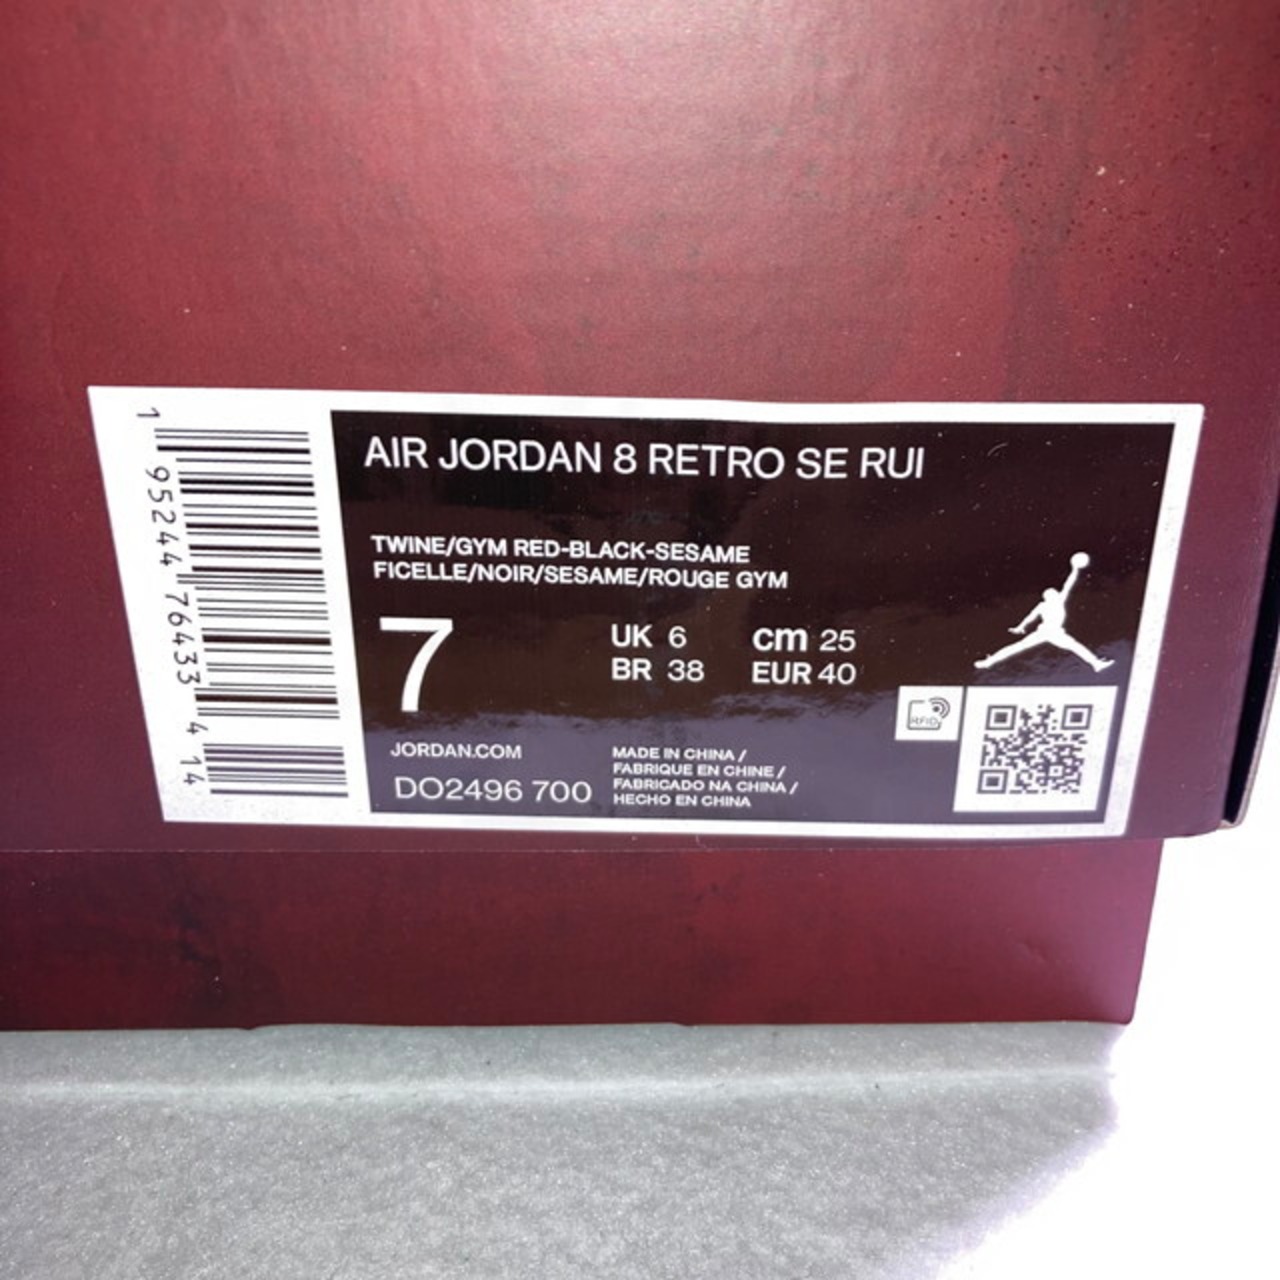 AIR JORDAN 8 RETRO SE RUI
TWINE/GYM RED-BLACK-SESAME
FICELLE/NOIR/SESAME/ROUGE GYM
7
UK 6 cm 25
BR 38 EUR 40
JORDAN.COM
DO2496 700
MADE IN CHINA /
FABRIQUE EN CHINE /
FABRICADO NA CHINA /
HECHO EN CHINA
RFID
1 95244 76433 4 14